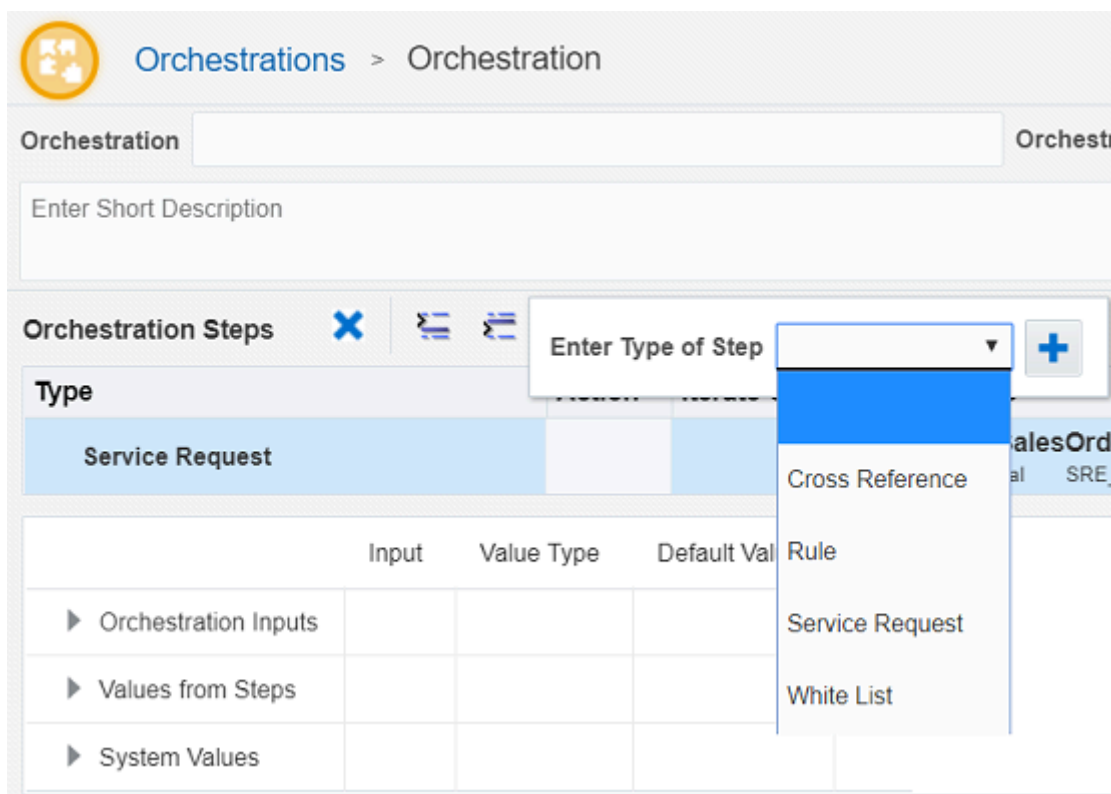 Orchestrations > Orchestration
Orchestration
Enter Short Description
Orchestration Steps
Enter Type of Step
Type
Service Request
Cross Reference
Rule
Service Request
White List
SRE_
Input Value Type
Orchestration Inputs
Values from Steps
System Values